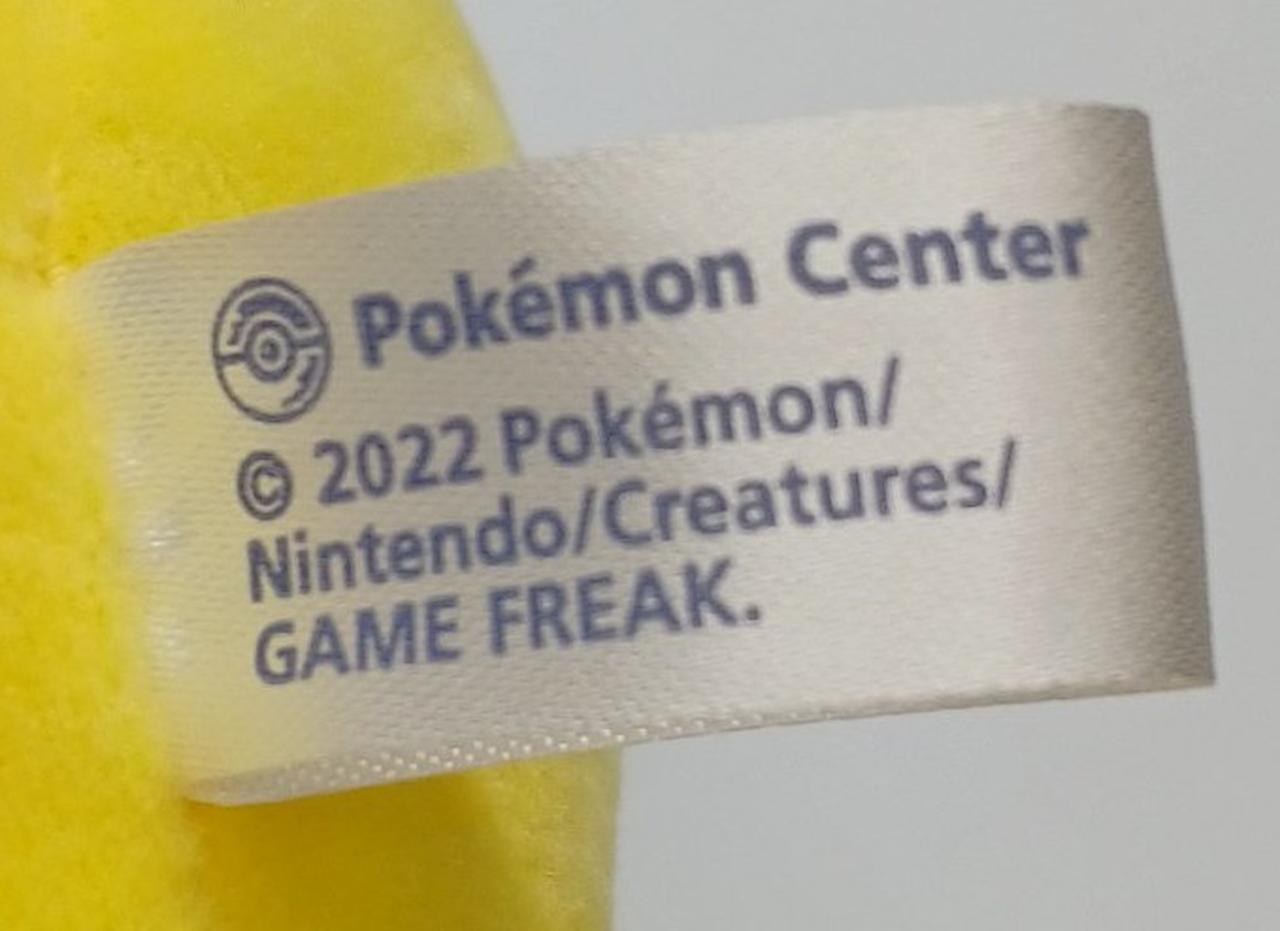 Pokémon Center
© 2022 Pokémon/
Nintendo/Creatures/
GAME FREAK.